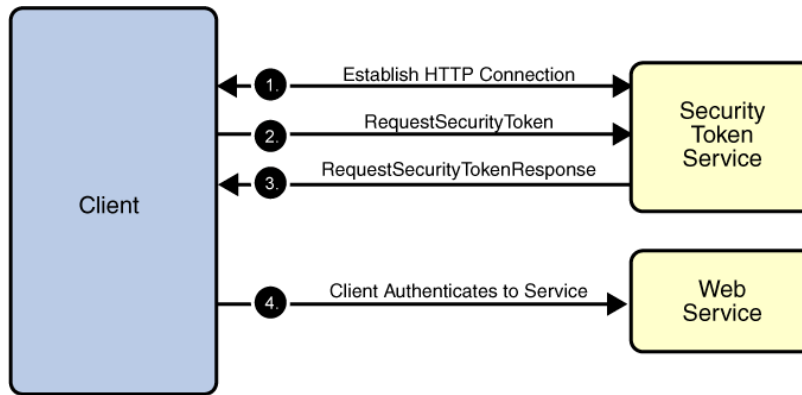 Client
1.
Establish HTTP Connection
2.
RequestSecurityToken
3.
RequestSecurityTokenResponse
4.
Client Authenticates to Service
Security
Token
Service
Web
Service